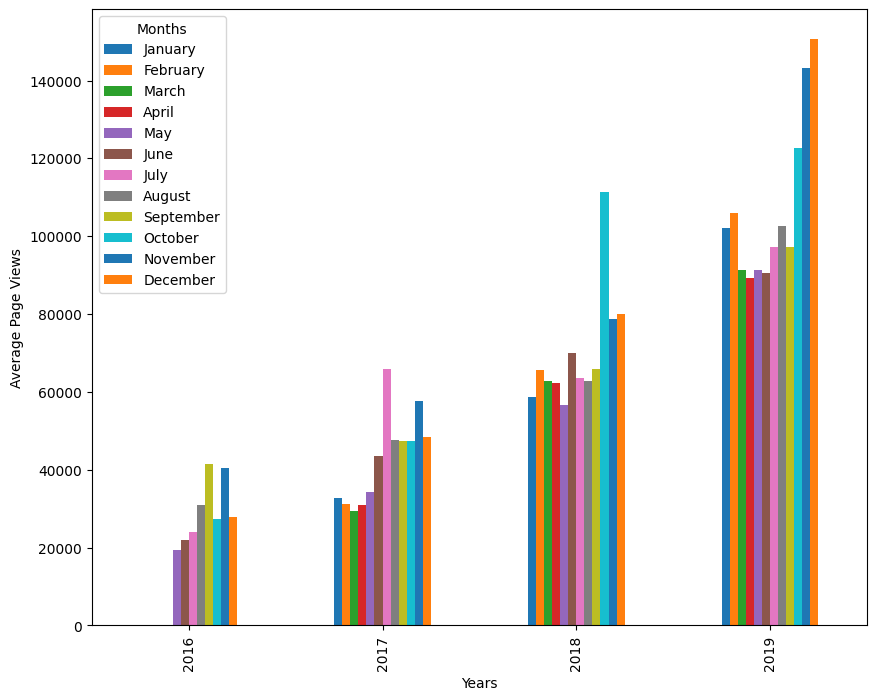 Months
January
February
March
April
May
June
July
August
September
October
November
December
140000
120000
100000
80000
60000
40000
20000
0
Average Page Views
2016
2017
2018
2019
Years